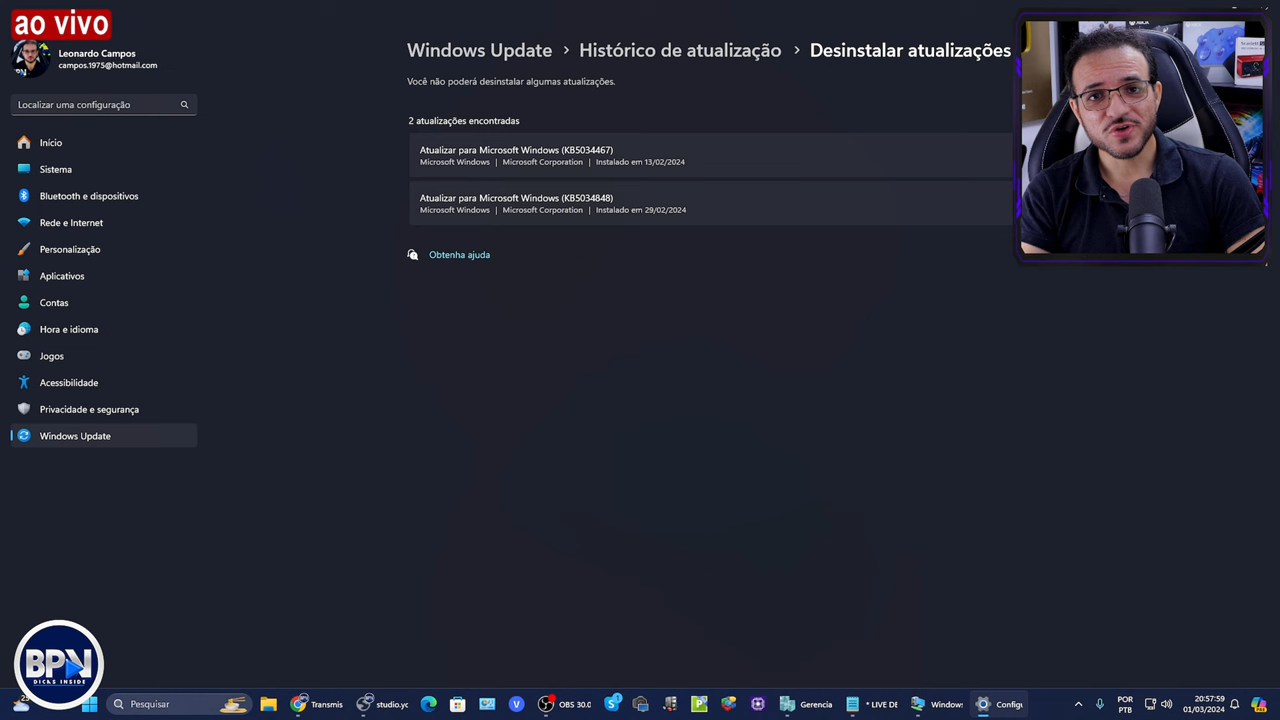 ao vivo
Leonardo Campos
campos.1975@hotmail.com
Localizar uma configuração
Início
Sistema
Bluetooth e dispositivos
Rede e Internet
Personalização
Aplicativos
Contas
Hora e idioma
Jogos
Acessibilidade
Privacidade e segurança
Windows Update
Windows Update > Histórico de atualização > Desinstalar atualizações
Você não poderá desinstalar algumas atualizações.
2 atualizações encontradas
Atualizar para Microsoft Windows (KB5034467)
Microsoft Windows | Microsoft Corporation | Instalado em 13/02/2024
Atualizar para Microsoft Windows (KB5034848)
Microsoft Windows | Microsoft Corporation | Instalado em 29/02/2024
Obtenha ajuda
BPN
DICAS INSIDE
Pesquisar
Transmis
studio.yc
OBS 30.0
Gerencia
* LIVE DE
Windows
Configu
POR
PTB
20:57:59
01/03/2024